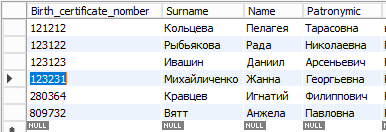 Birth_certificate_nomber Surname Name Patronymic
121212 Кольцева Пелагея Тарасовна
123122 Рыбьякова Рада Николаевна
123123 Ивашин Даниил Арсеньевич
123231 Михайличенко Жанна Георгьевна
280364 Кравцев Игнатий Филиппович
809732 Вятт Анжела Павловна
NULL NULL NULL NULL